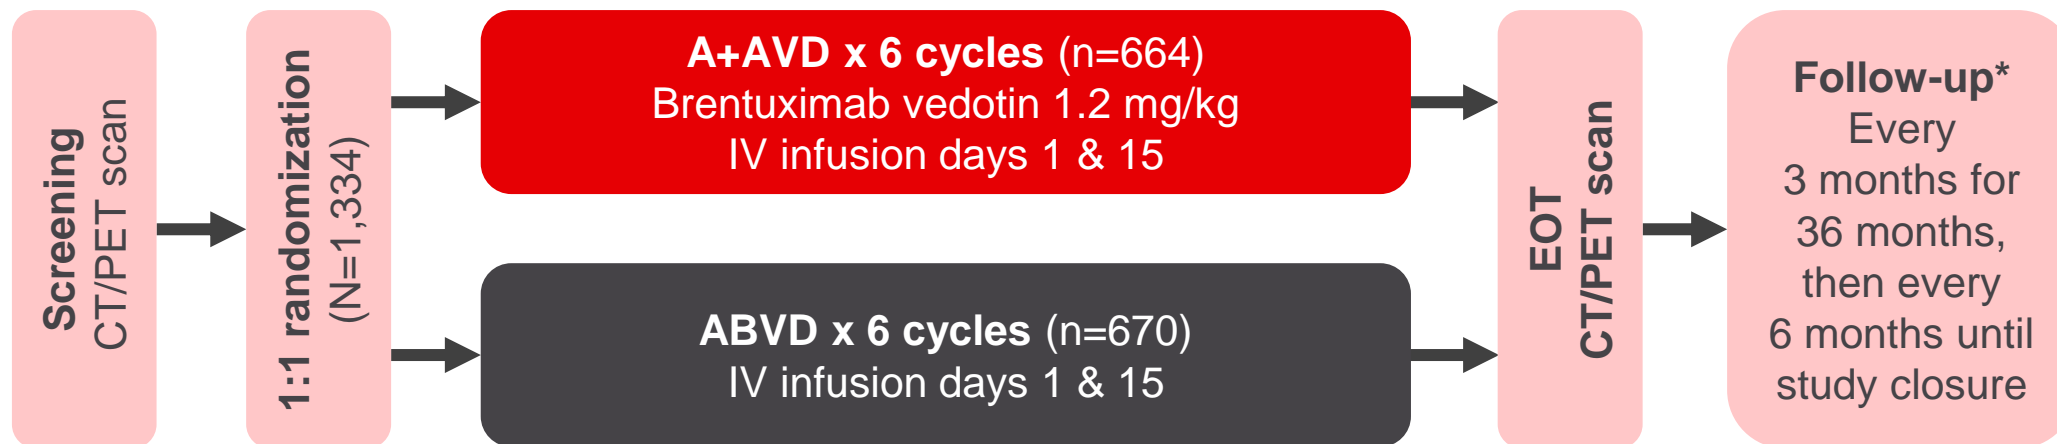 Screening
CT/PET scan
1:1 randomization
(N=1,334)
A+AVD x 6 cycles (n=664)
Brentuximab vedotin 1.2 mg/kg
IV infusion days 1 & 15
ABVD x 6 cycles (n=670)
IV infusion days 1 & 15
EOT
CT/PET scan
Follow-up*
Every
3 months for
36 months,
then every
6 months until
study closure